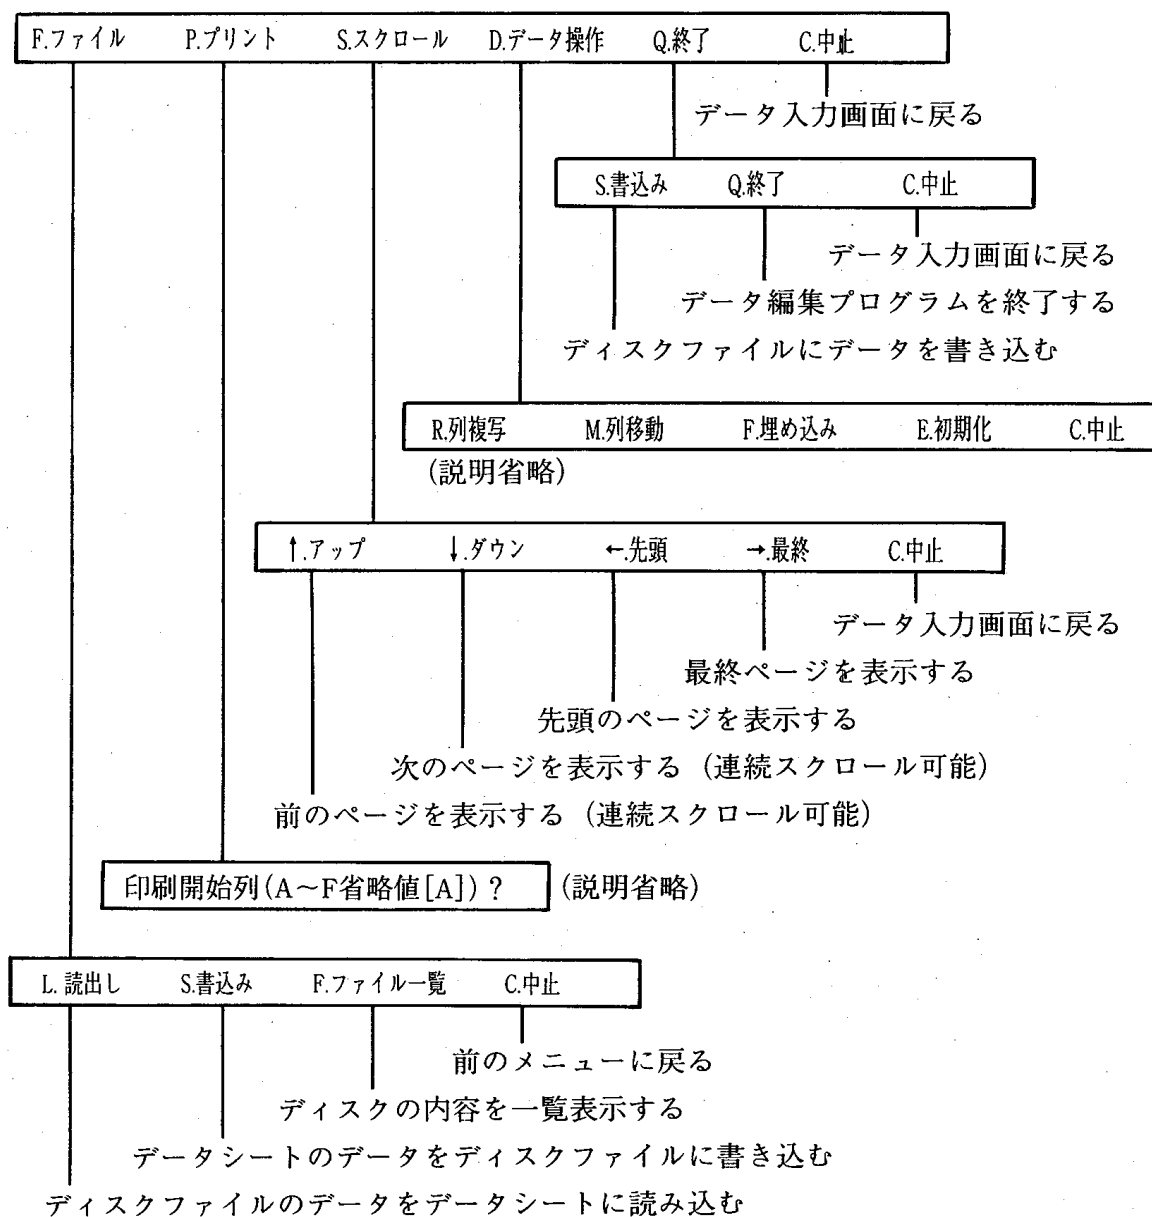 F.ファイル P.プリント S.スクロール D.データ操作 Q.終了 C.中止
データ入力画面に戻る
S.書込み Q.終了 C.中止
データ入力画面に戻る
データ編集プログラムを終了する
ディスクファイルにデータを書き込む
R.列複写 M.列移動 F.埋め込み E.初期化 C.中止
(説明省略)
↑.アップ ↓.ダウン ←.先頭 →.最終 C.中止
データ入力画面に戻る
最終ページを表示する
先頭のページを表示する
次のページを表示する (連続スクロール可能)
前のページを表示する (連続スクロール可能)
印刷開始列(A～F省略値[A])? (説明省略)
L.読出し S.書込み F.ファイル一覧 C.中止
前のメニューに戻る
ディスクの内容を一覧表示する
データシートのデータをディスクファイルに書き込む
ディスクファイルのデータをデータシートに読み込む